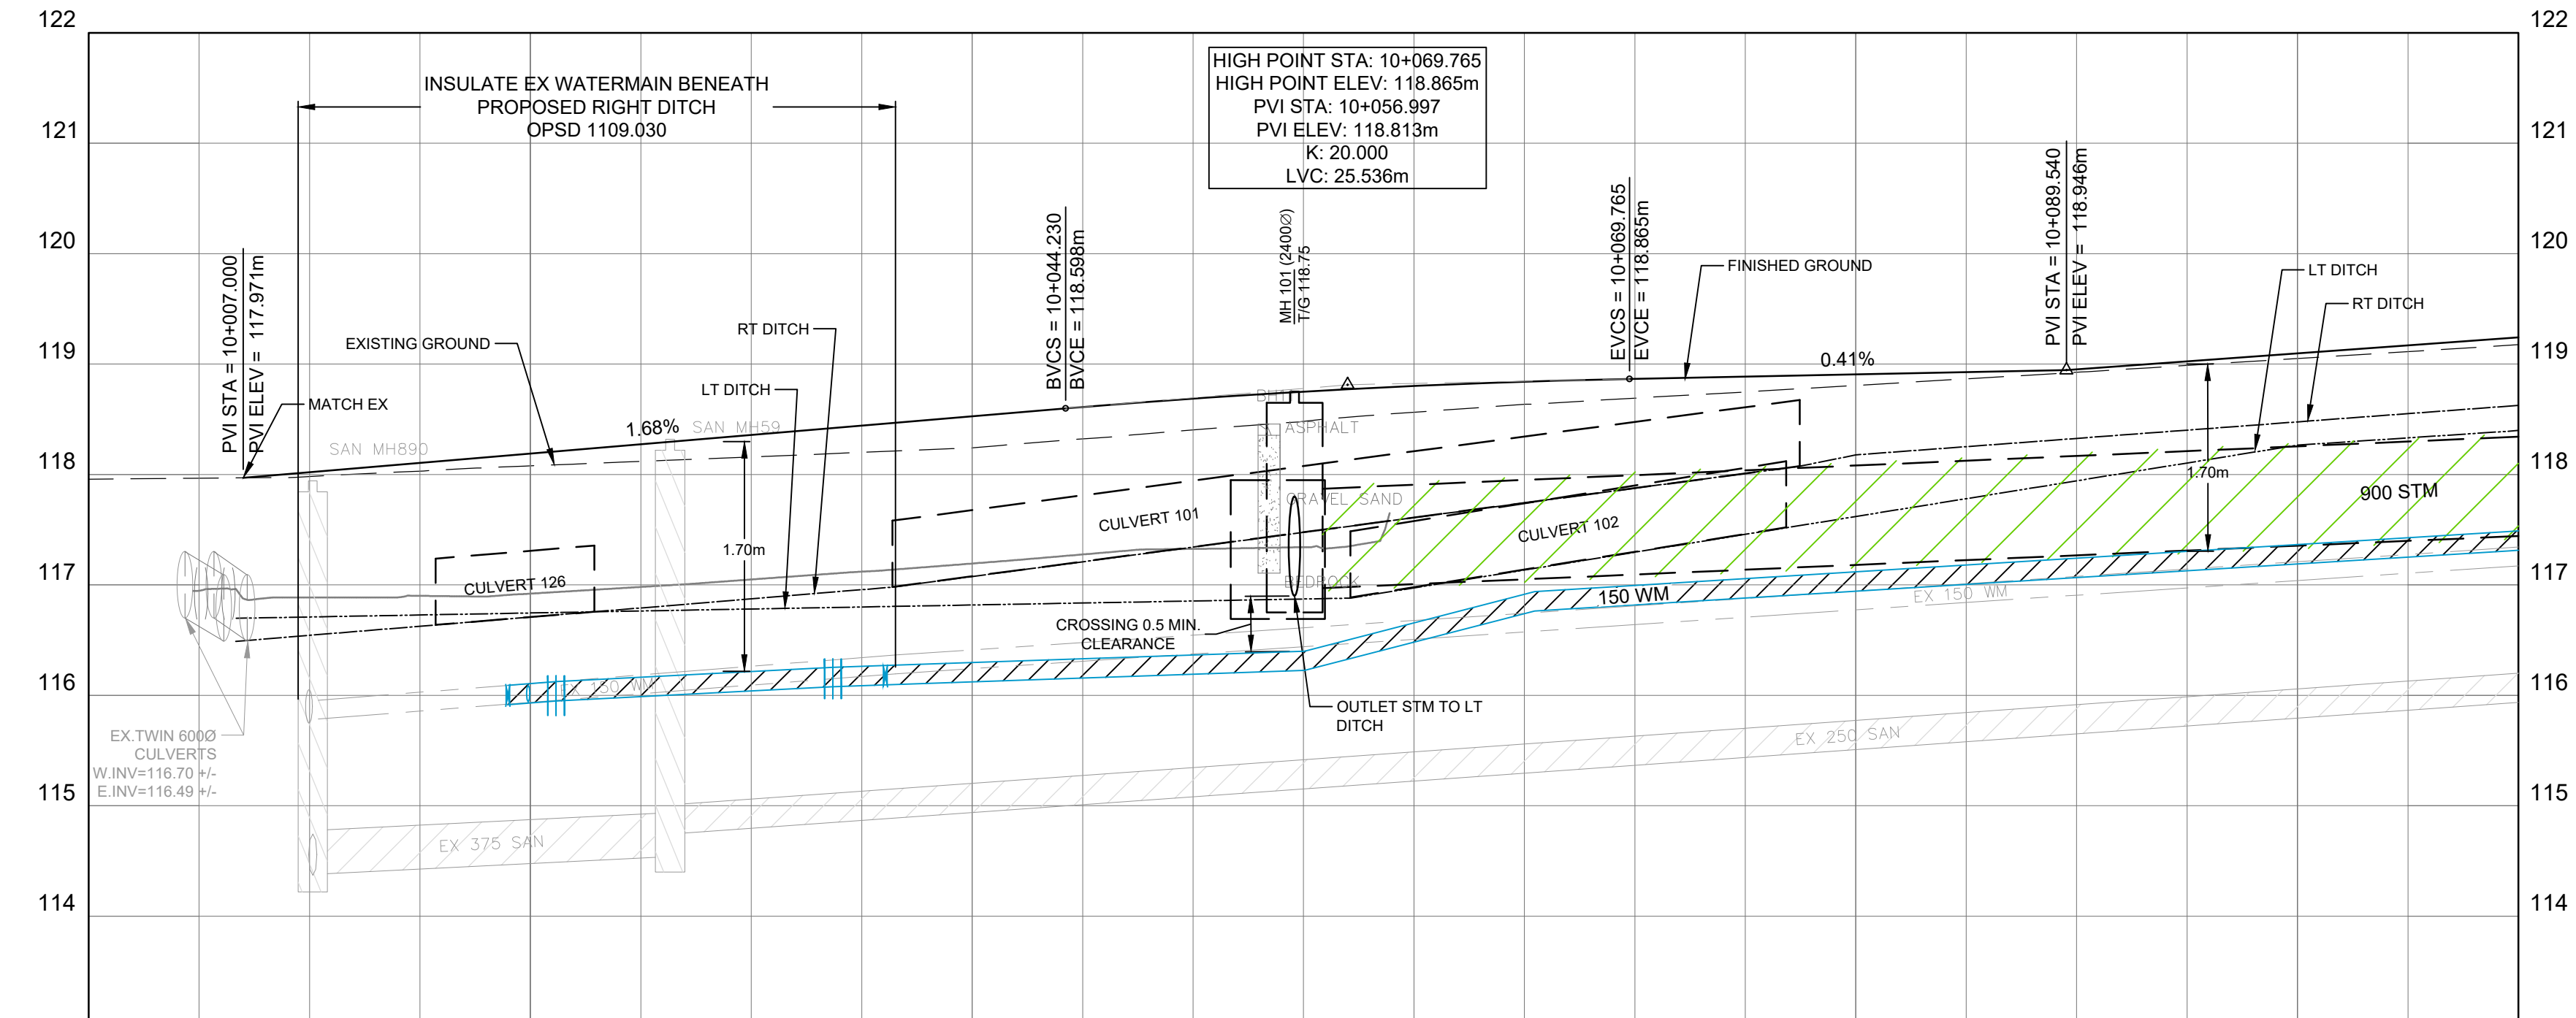 122
122
INSULATE EX WATERMAIN BENEATH
PROPOSED RIGHT DITCH
OPSD 1109.030
HIGH POINT STA: 10+069.765
HIGH POINT ELEV: 118.865m
PVI STA: 10+056.997
PVI ELEV: 118.813m
K: 20.000
LVC: 25.536m
121
121
120
120
PVI STA = 10+007.000
PVI ELEV = 117.971m
BVCS = 10+044.230
BVCE = 118.598m
MH 101 (2400Ø)
T/G 118.75
EVCS = 10+069.765
EVCE = 118.865m
PVI STA = 10+089.540
PVI ELEV = 118.946m
FINISHED GROUND
LT DITCH
RT DITCH
RT DITCH
EXISTING GROUND
119
119
0.41%
LT DITCH
MATCH EX
1.68%
SAN MH59
SAN MH890
ASPHALT
118
118
1.70m
900 STM
GRAVEL SAND
CULVERT 101
CULVERT 102
1.70m
117
117
CULVERT 126
BEDROCK
150 WM
EX 150 WM
CROSSING 0.5 MIN.
CLEARANCE
116
116
EX 150 WM
OUTLET STM TO LT
DITCH
EX.TWIN 600Ø
CULVERTS
W.INV=116.70 +/-
E.INV=116.49 +/-
EX 250 SAN
115
115
EX 375 SAN
114
114